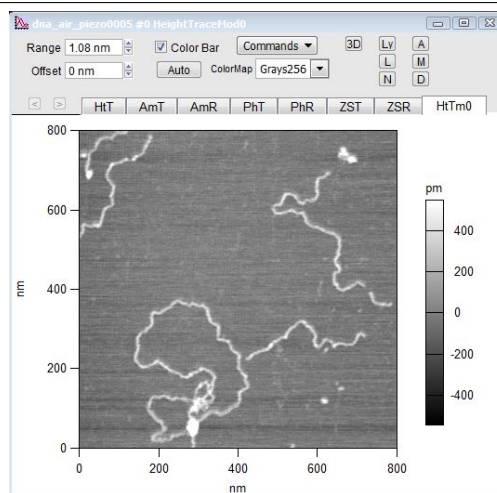 dna_air_piezo0005 #0 HeightTraceMod0
Range 1.08 nm Color Bar Commands 3D Ly A
L M
Offset 0 nm Auto ColorMap Grays256 N D
< > HtT AmT AmR PhT PhR ZST ZSR HtTm0
800
600
400
200
0
nm
0 200 400 600 800
nm
pm
400
200
0
-200
-400